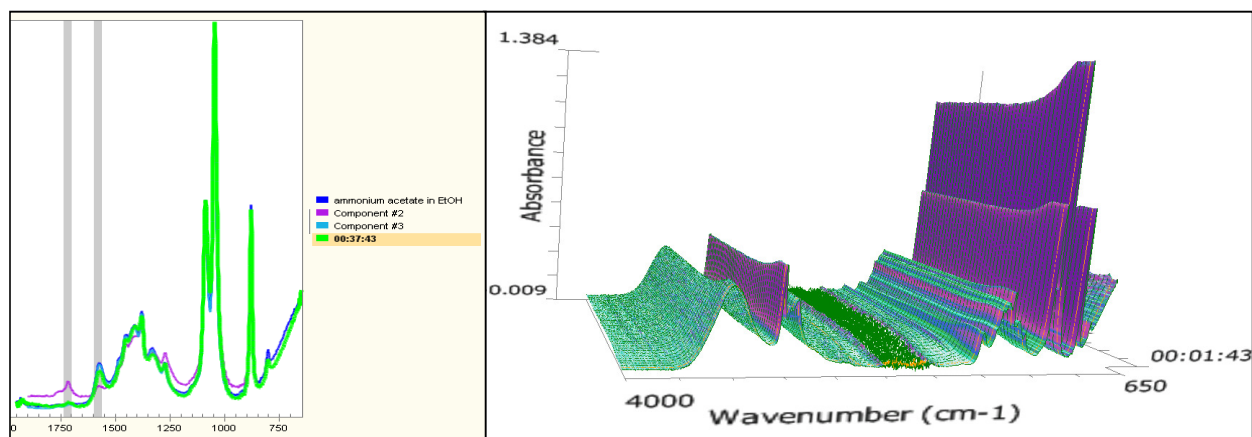 ammonium acetate in EtOH
Component #2
Component #3
00:37:43
0 1750 1500 1250 1000 750
1.384
Absorbance
0.009
4000
Wavenumber (cm-1)
650
00:01:43